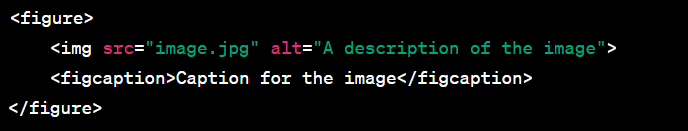 <figure>
<img src="image.jpg" alt="A description of the image">
<figcaption>Caption for the image</figcaption>
</figure>